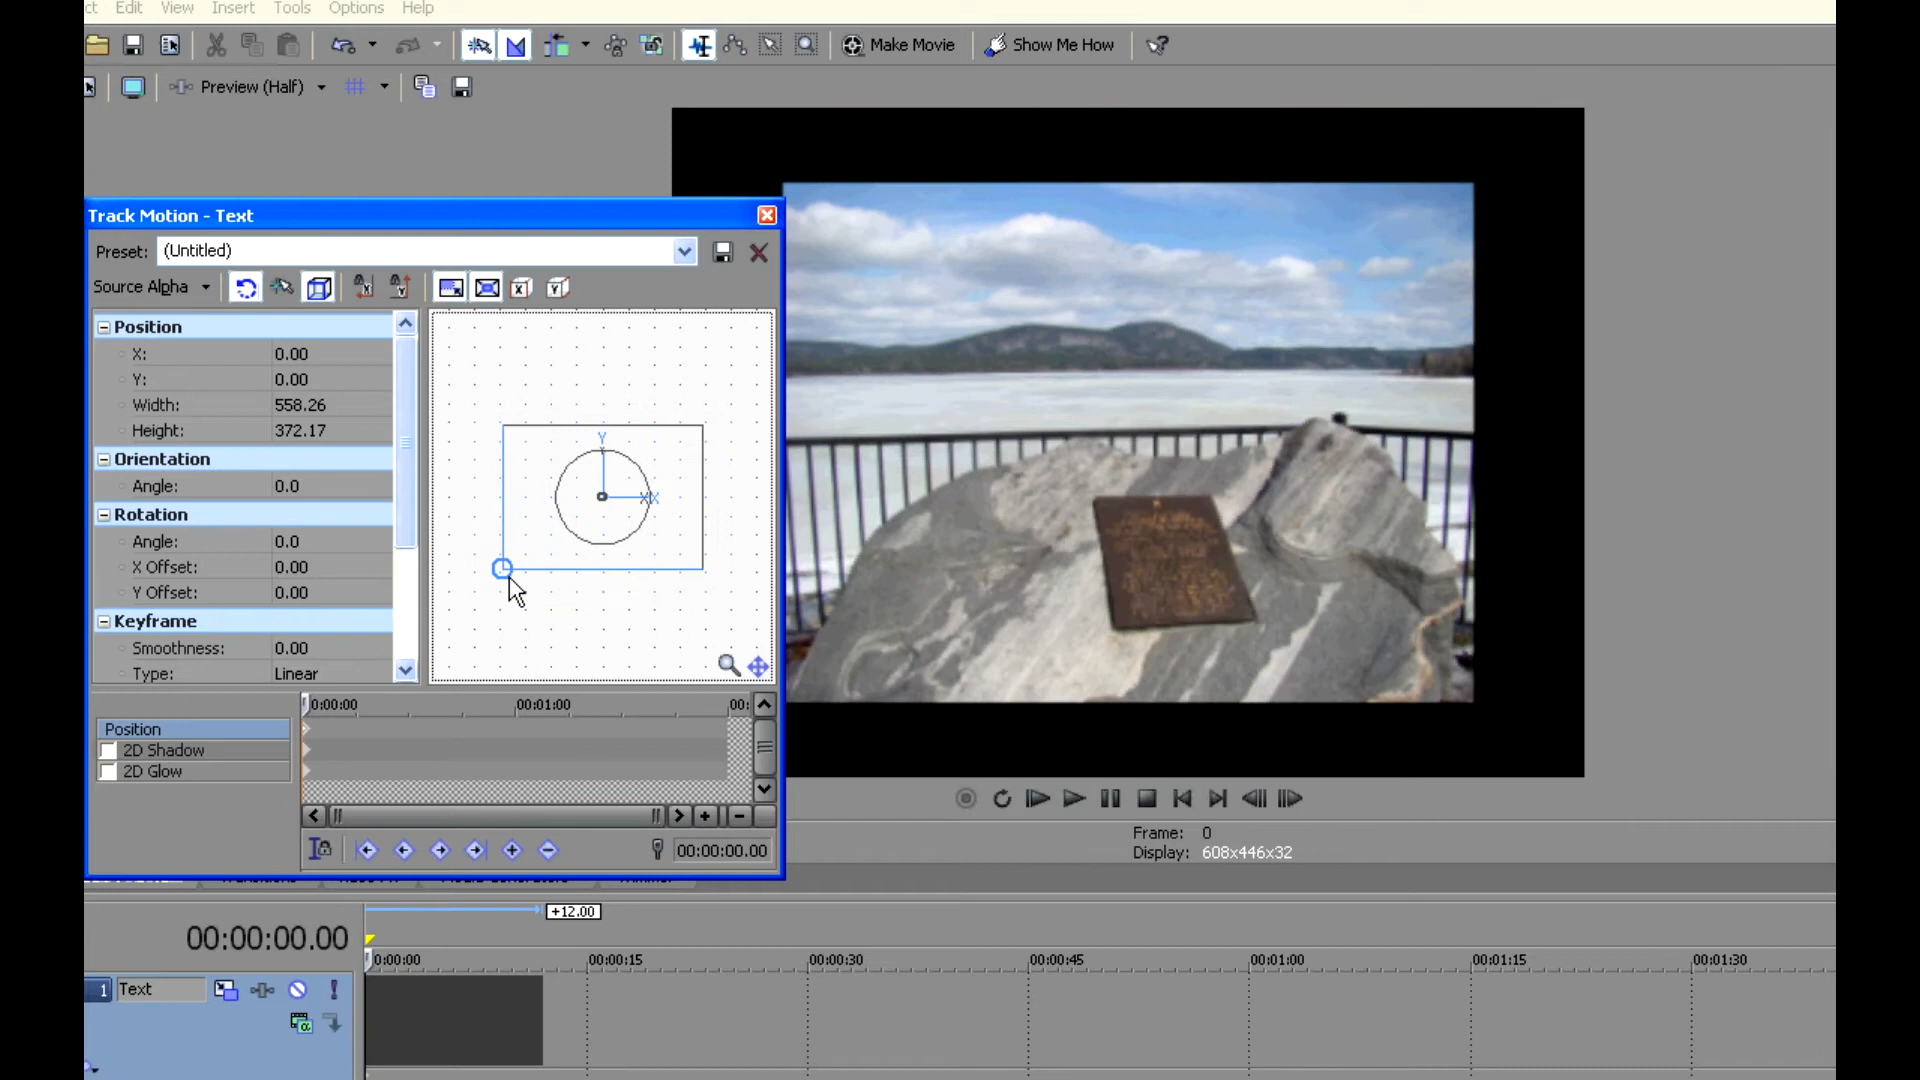 ct Edit View Insert Tools Options Help
Make Movie Show Me How
Preview (Half)
Track Motion - Text
Preset: (Untitled)
Source Alpha
X Y X Y
Position
X: 0.00
Y: 0.00
Width: 558.26
Height: 372.17
Orientation
Angle: 0.0
Rotation
Angle: 0.0
X Offset: 0.00
Y Offset: 0.00
Keyframe
Smoothness: 0.00
Type: Linear
Y
X
0:00:00 00:01:00 00:
Position
2D Shadow
2D Glow
00:00:00.00
Frame: 0
Display: 608x446x32
+12.00
00:00:00.00
0:00:00 00:00:15 00:00:30 00:00:45 00:01:00 00:01:15 00:01:30
1 Text